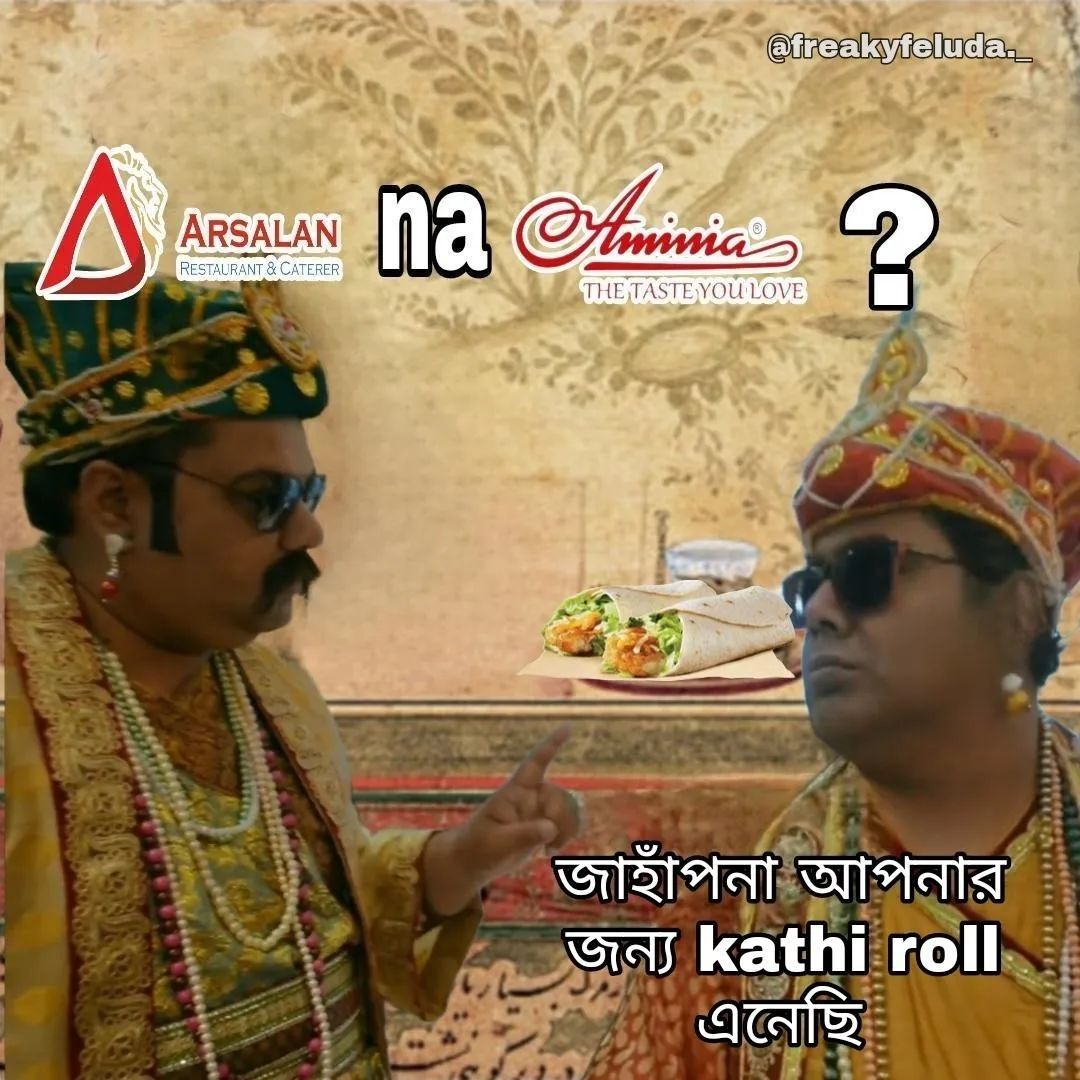 @freakyfeluda._
ARSALAN na Aminia® ?
RESTAURANT & CATERER
THE TASTE YOU LOVE
জাহাঁপনা আপনার
জন্য kathi roll
এনেছি